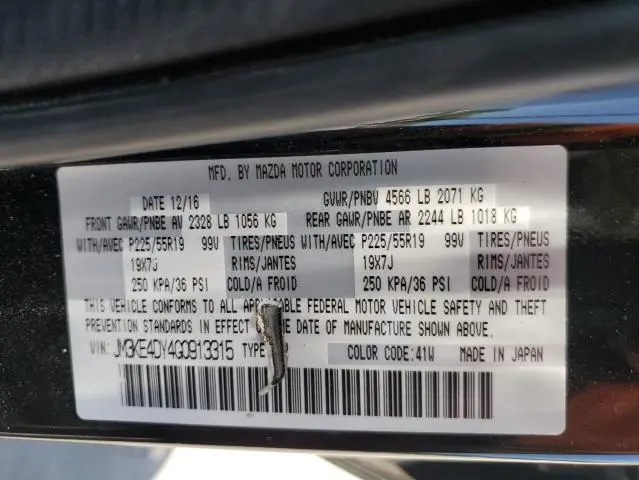 MFD. BY MAZDA MOTOR CORPORATION
DATE 12/16 GVWR/PNBV 4566 LB 2071 KG
FRONT GAWR/PNBE AV 2328 LB 1056 KG REAR GAWR/PNBE AR 2244 LB 1018 KG
WITH/AVEC P225/55R19 99V TIRES/PNEUS WITH/AVEC P225/55R19 99V TIRES/PNEUS
19X7J RIMS/JANTES 19X7J RIMS/JANTES
250 KPA/36 PSI COLD/A FROID 250 KPA/36 PSI COLD/A FROID
THIS VEHICLE CONFORMS TO ALL APPLICABLE FEDERAL MOTOR VEHICLE SAFETY AND THEFT
PREVENTION STANDARDS IN EFFECT THE DATE OF MANUFACTURE SHOWN ABOVE.
VIN: JM3KE4DY4G0913315 TYPE COLOR CODE:41W MADE IN JAPAN